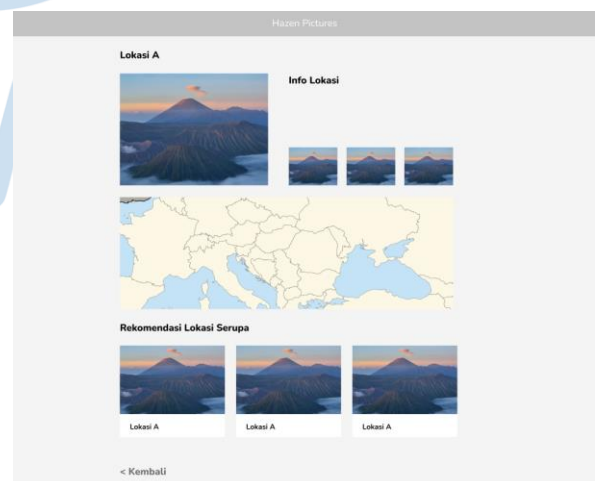 Hazen Pictures
Lokasi A
Info Lokasi
Rekomendasi Lokasi Serupa
Lokasi A
Lokasi A
Lokasi A
< Kembali